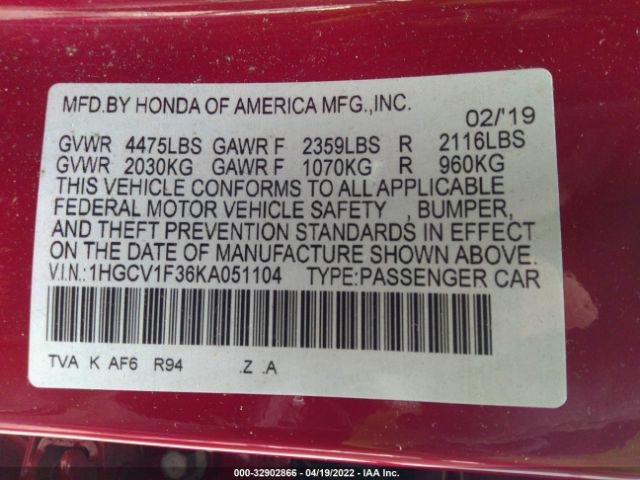 MFD.BY HONDA OF AMERICA MFG.,INC.
02/'19
GVWR 4475LBS GAWR F 2359LBS R 2116LBS
GVWR 2030KG GAWR F 1070KG R 960KG
THIS VEHICLE CONFORMS TO ALL APPLICABLE
FEDERAL MOTOR VEHICLE SAFETY , BUMPER,
AND THEFT PREVENTION STANDARDS IN EFFECT
ON THE DATE OF MANUFACTURE SHOWN ABOVE.
V.I.N.:1HGCV1F36KA051104 TYPE:PASSENGER CAR
TVA K AF6 R94 .Z .A
000-32902866 - 04/19/2022 - IAA Inc.